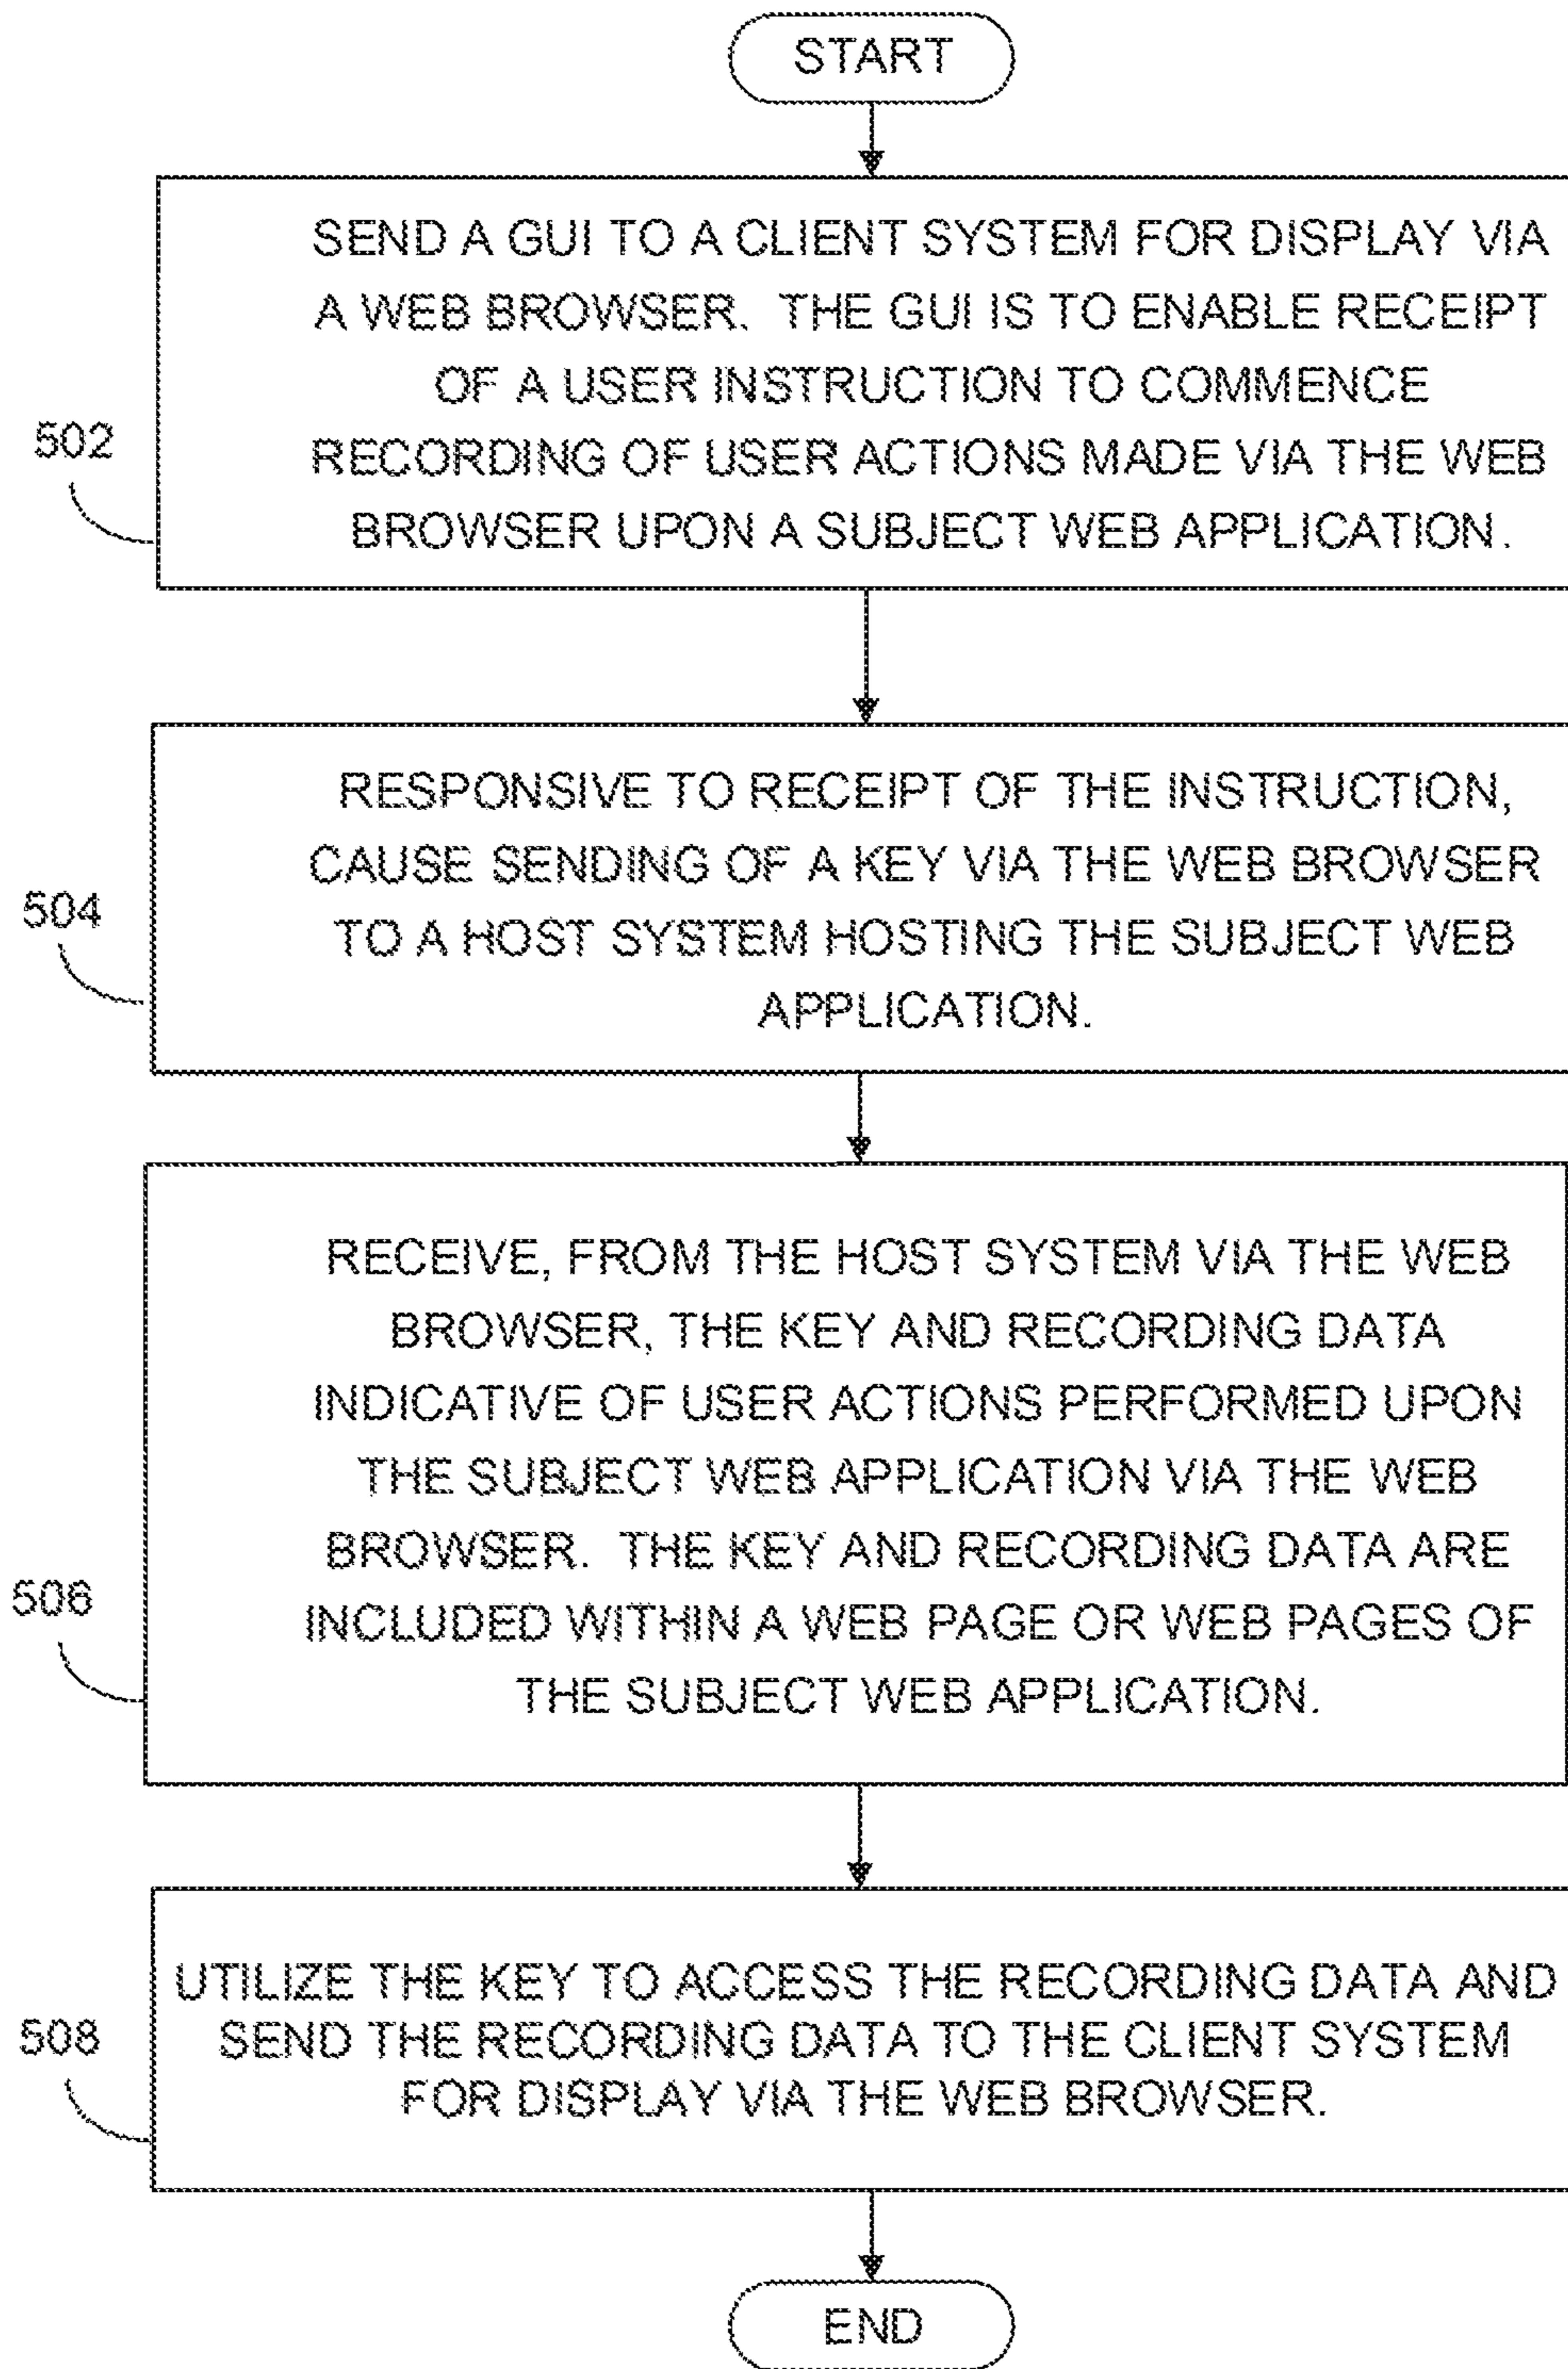 START
SEND A GUI TO A CLIENT SYSTEM FOR DISPLAY VIA
A WEB BROWSER. THE GUI IS TO ENABLE RECEIPT
OF A USER INSTRUCTION TO COMMENCE
RECORDING OF USER ACTIONS MADE VIA THE WEB
BROWSER UPON A SUBJECT WEB APPLICATION.
502
RESPONSIVE TO RECEIPT OF THE INSTRUCTION,
CAUSE SENDING OF A KEY VIA THE WEB BROWSER
TO A HOST SYSTEM HOSTING THE SUBJECT WEB
APPLICATION.
504
RECEIVE, FROM THE HOST SYSTEM VIA THE WEB
BROWSER, THE KEY AND RECORDING DATA
INDICATIVE OF USER ACTIONS PERFORMED UPON
THE SUBJECT WEB APPLICATION VIA THE WEB
BROWSER. THE KEY AND RECORDING DATA ARE
INCLUDED WITHIN A WEB PAGE OR WEB PAGES OF
THE SUBJECT WEB APPLICATION.
506
UTILIZE THE KEY TO ACCESS THE RECORDING DATA AND
SEND THE RECORDING DATA TO THE CLIENT SYSTEM
FOR DISPLAY VIA THE WEB BROWSER.
508
END